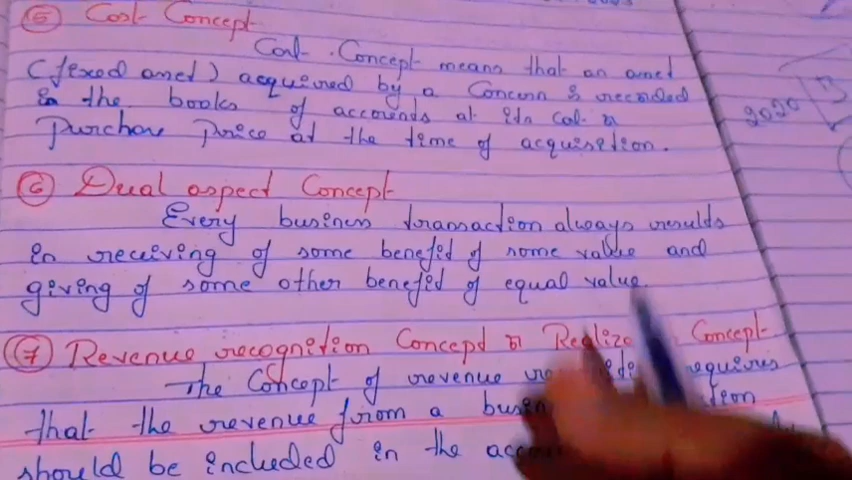 ⑤ Cost Concept
Cost Concept means that an asset
(fixed asset) acquired by a Concern is recorded
in the books of accounts at its cost or
Purchase Price at the time of acquisition.
⑥ Dual aspect Concept
Every business transaction always results
in receiving of some benefit of some value and
giving of some other benefit of equal value.
⑦ Revenue recognition Concept or Concept
The Concept of revenue requires
that the revenue from a
should be included in the
2020